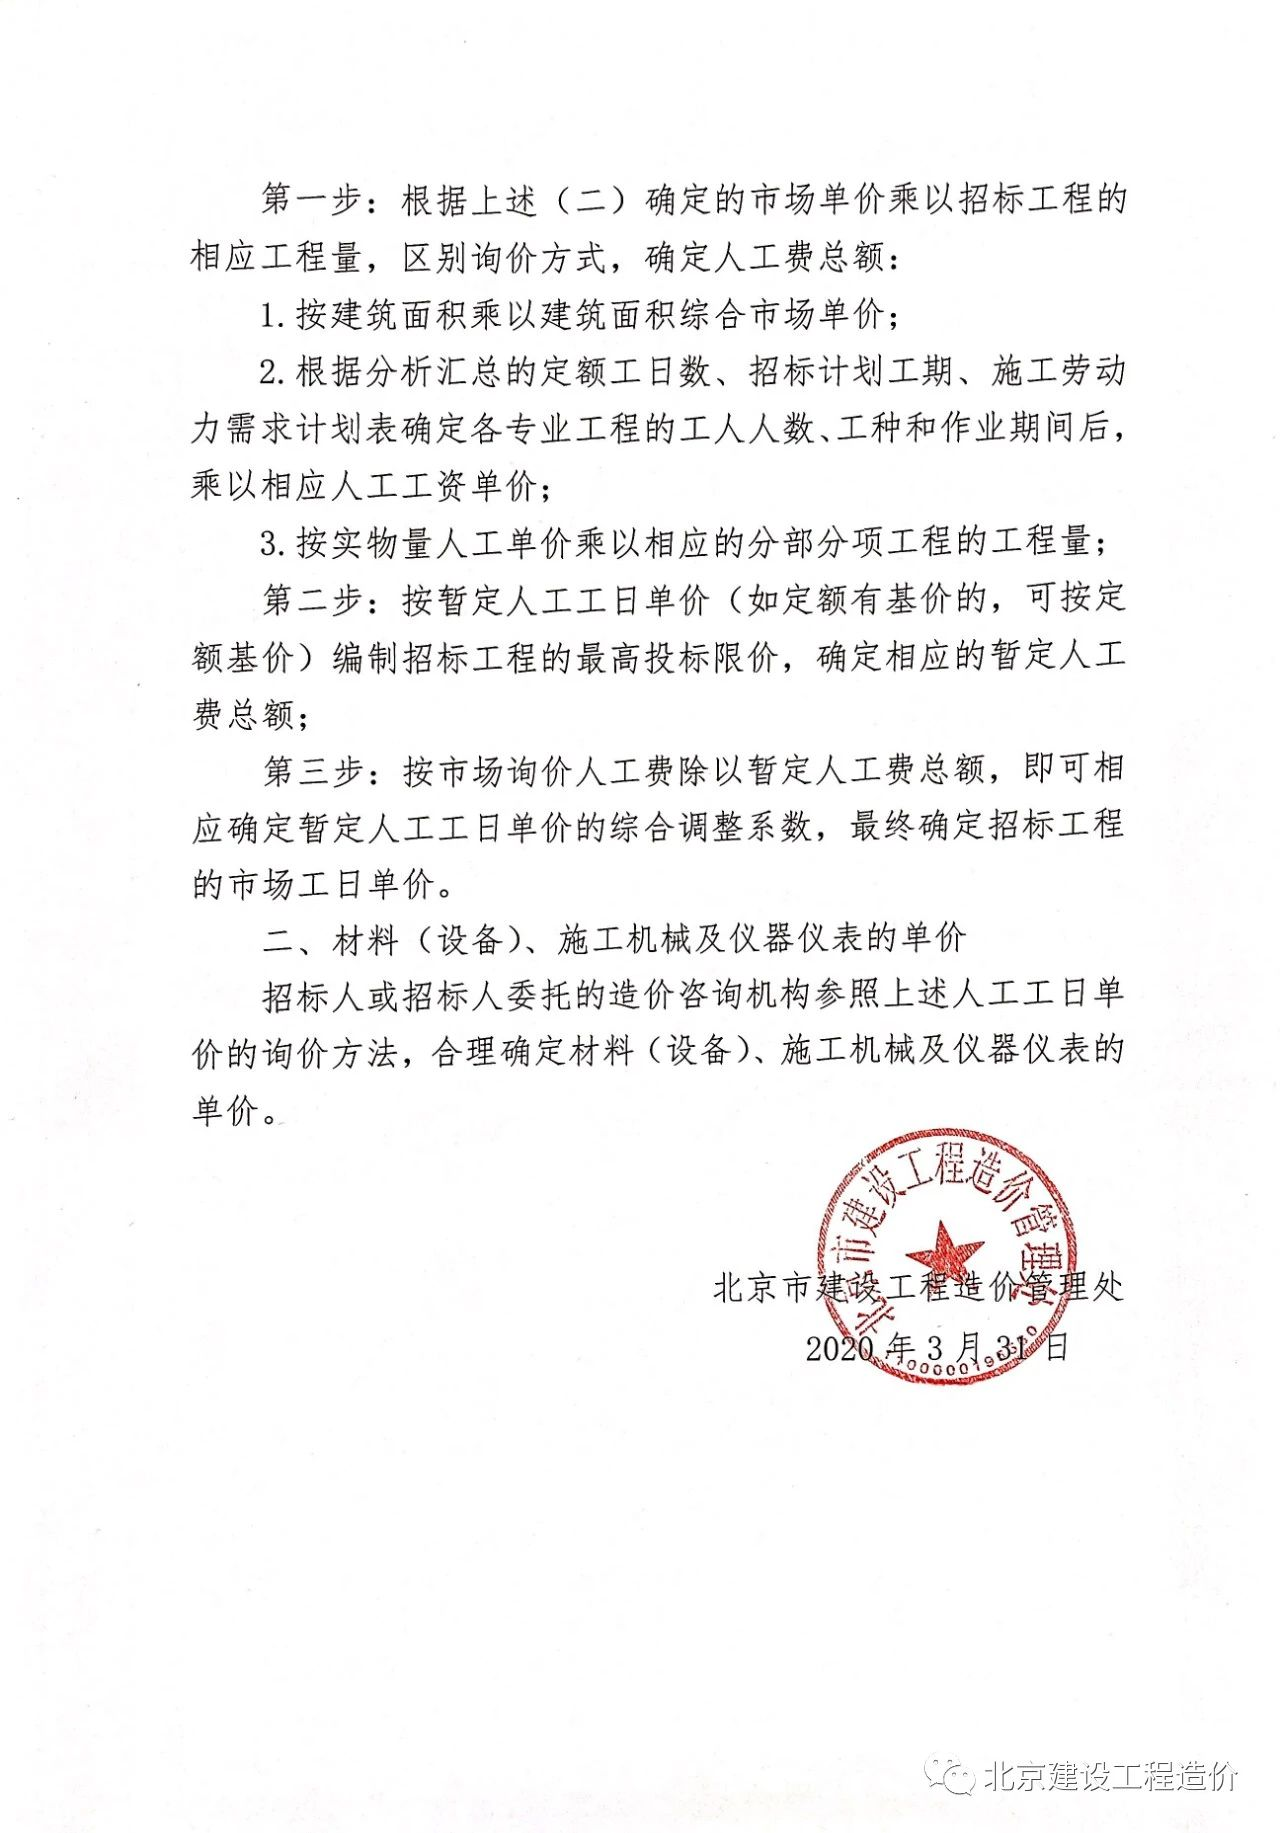 第一步：根据上述（二）确定的市场单价乘以招标工程的
相应工程量，区别询价方式，确定人工费总额：
1.按建筑面积乘以建筑面积综合市场单价；
2.根据分析汇总的定额工日数、招标计划工期、施工劳动
力需求计划表确定各专业工程的工人人数、工种和作业期间后，
乘以相应人工工资单价；
3.按实物量人工单价乘以相应的分部分项工程的工程量；
第二步：按暂定人工工日单价（如定额有基价的，可按定
额基价）编制招标工程的最高投标限价，确定相应的暂定人工
费总额；
第三步：按市场询价人工费除以暂定人工费总额，即可相
应确定暂定人工工日单价的综合调整系数，最终确定招标工程
的市场工日单价。
二、材料（设备）、施工机械及仪器仪表的单价
招标人或招标人委托的造价咨询机构参照上述人工工日单
价的询价方法，合理确定材料（设备）、施工机械及仪器仪表的
单价。
北京市建设工程造价管理处
北京市建设工程造价管理处
2020年3月31日
北京建设工程造价